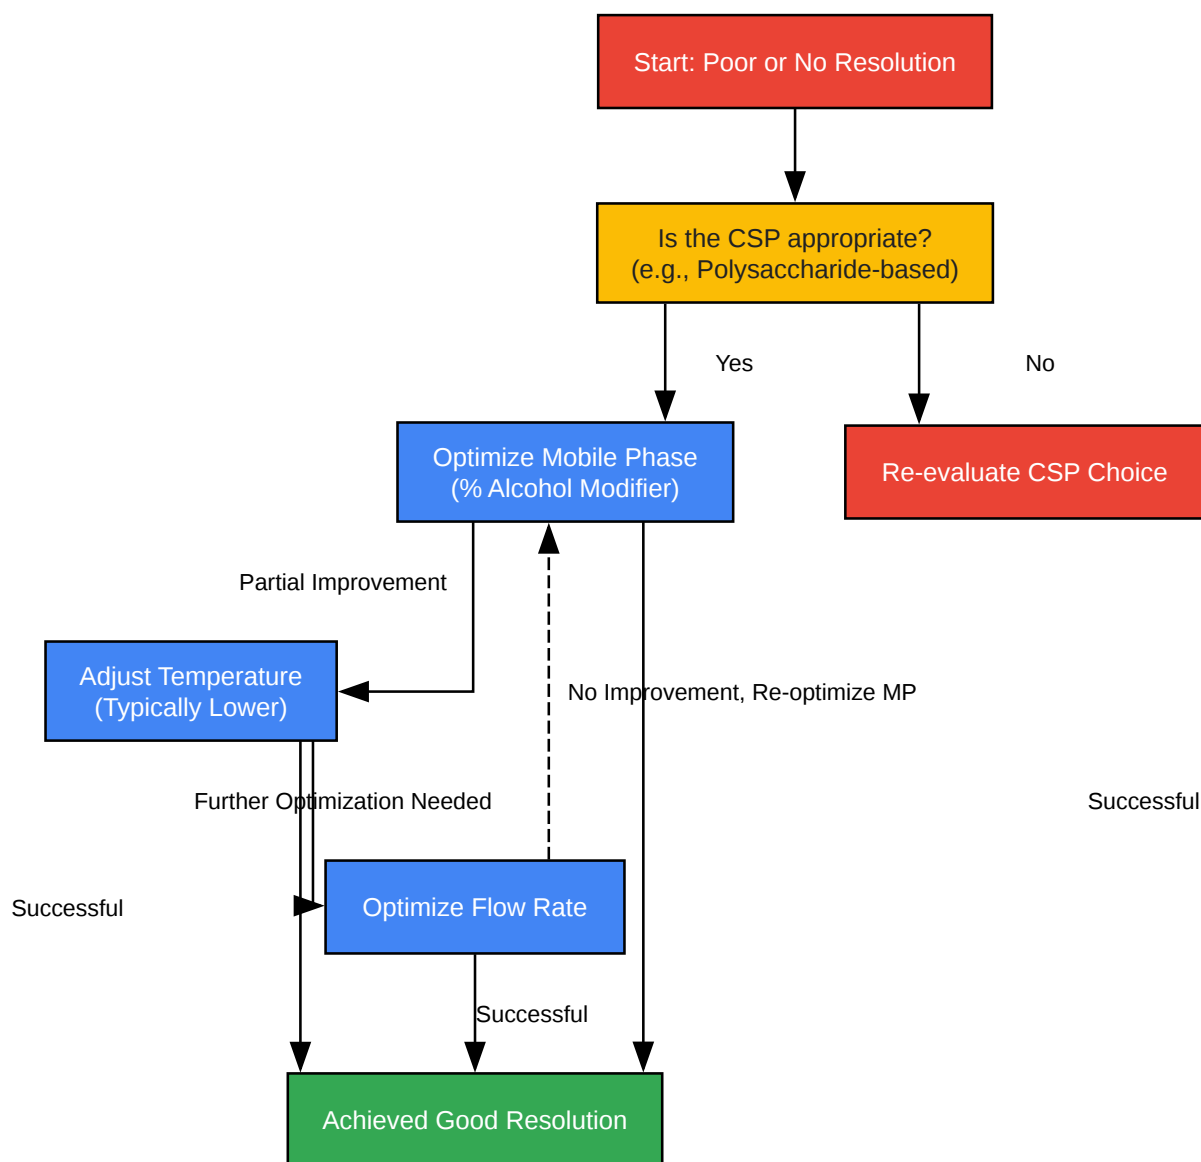 Start: Poor or No Resolution
Is the CSP appropriate?
(e.g., Polysaccharide-based)
Yes
No
Optimize Mobile Phase
(% Alcohol Modifier)
Re-evaluate CSP Choice
Partial Improvement
Adjust Temperature
(Typically Lower)
No Improvement, Re-optimize MP
Further Optimization Needed
Successful
Successful
Optimize Flow Rate
Successful
Achieved Good Resolution